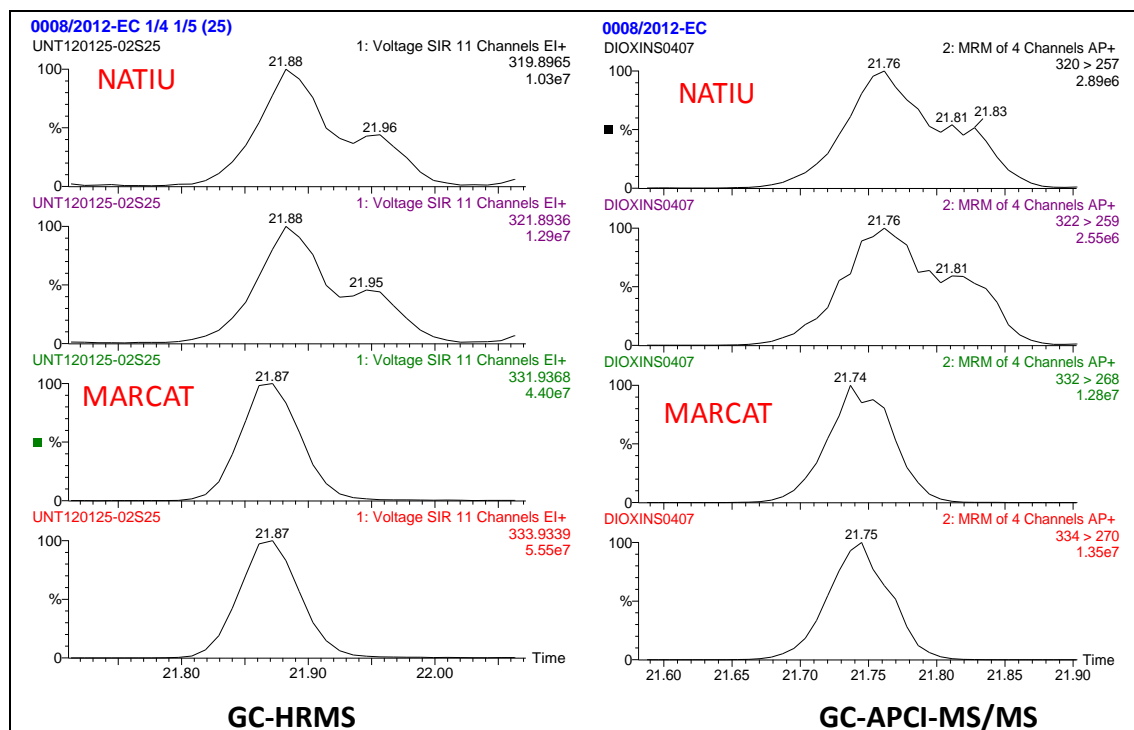 0008/2012-EC 1/4 1/5 (25)
UNT120125-02S25
1: Voltage SIR 11 Channels EI+
319.8965
1.03e7
NATIU
100
%
0
21.88
21.96
UNT120125-02S25
1: Voltage SIR 11 Channels EI+
321.8936
1.29e7
100
%
0
21.88
21.95
UNT120125-02S25
1: Voltage SIR 11 Channels EI+
331.9368
4.40e7
MARCAT
100
%
0
21.87
UNT120125-02S25
1: Voltage SIR 11 Channels EI+
333.9339
5.55e7
100
%
0
21.87
Time
21.80 21.90 22.00
GC-HRMS
0008/2012-EC
DIOXINS0407
2: MRM of 4 Channels AP+
320 > 257
2.89e6
NATIU
100
%
0
21.76
21.81
21.83
DIOXINS0407
2: MRM of 4 Channels AP+
322 > 259
2.55e6
100
%
0
21.76
21.81
DIOXINS0407
2: MRM of 4 Channels AP+
332 > 268
1.28e7
MARCAT
100
%
0
21.74
DIOXINS0407
2: MRM of 4 Channels AP+
334 > 270
1.35e7
100
%
0
21.75
Time
21.60 21.65 21.70 21.75 21.80 21.85 21.90
GC-APCI-MS/MS